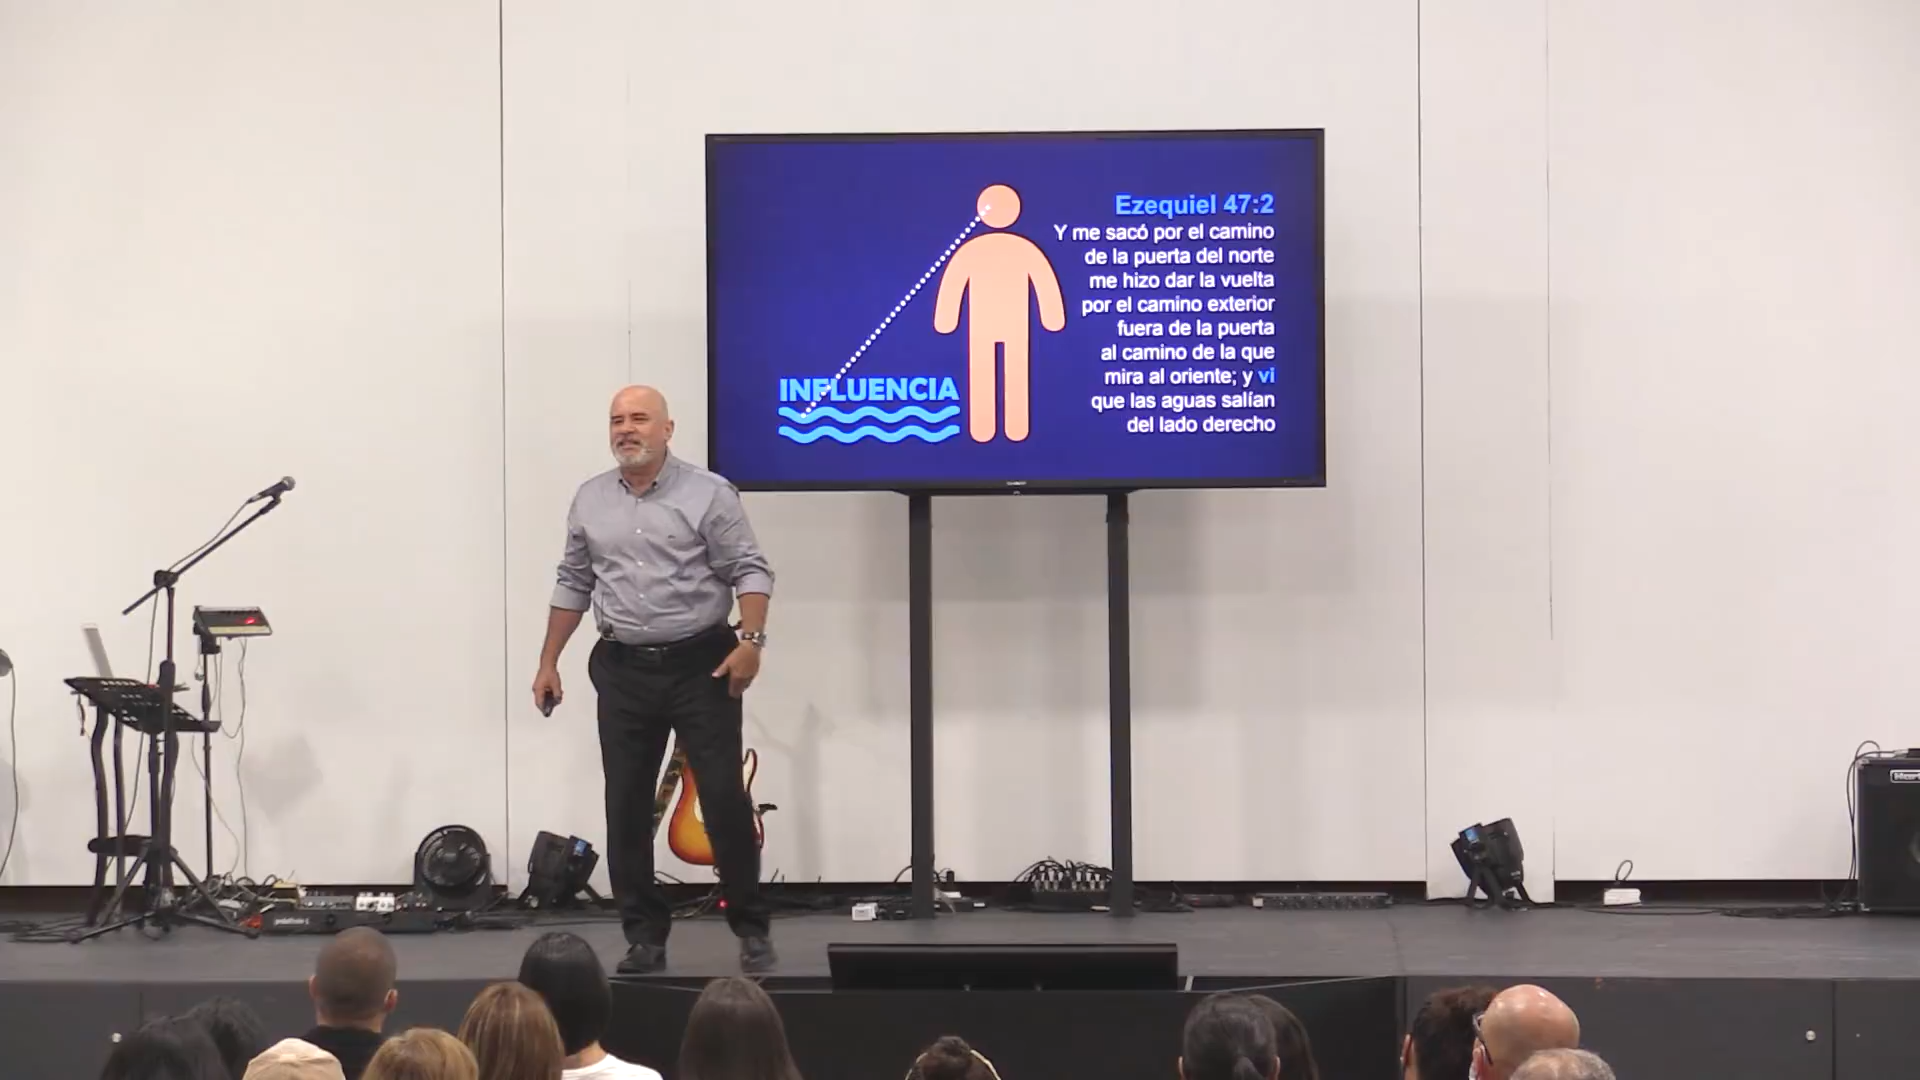 INFLUENCIA
Ezequiel 47:2
Y me sacó por el camino
de la puerta del norte
me hizo dar la vuelta
por el camino exterior
fuera de la puerta
al camino de la que
mira al oriente; y vi
que las aguas salían
del lado derecho